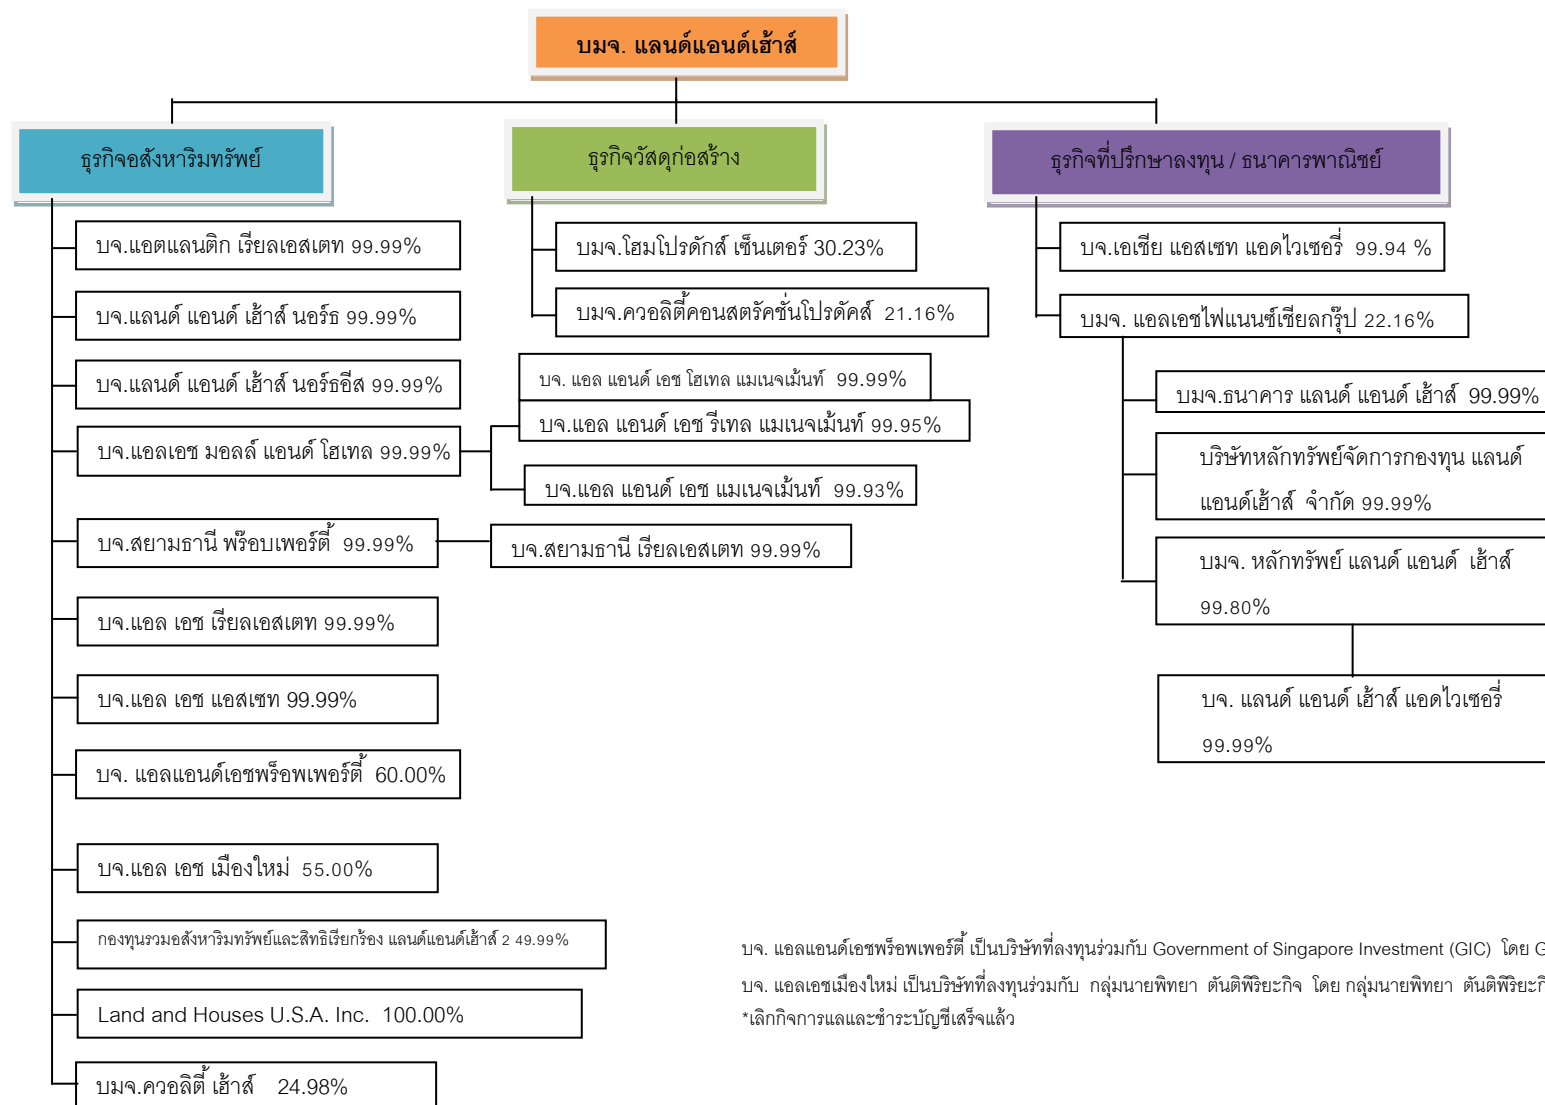 บมจ. แลนด์แอนด์เฮ้าส์
ธุรกิจอสังหาริมทรัพย์
ธุรกิจวัสดุก่อสร้าง
ธุรกิจที่ปรึกษาลงทุน / ธนาคารพาณิชย์
บจ.แอตแลนติก เรียลเอสเตท 99.99%
บจ.แลนด์ แอนด์ เฮ้าส์ นอร์ธ 99.99%
บจ.แลนด์ แอนด์ เฮ้าส์ นอร์ธอีส 99.99%
บจ.แอลเอช มอลล์ แอนด์ โฮเทล 99.99%
บจ.สยามธานี พร๊อบเพอร์ตี้ 99.99%
บจ.แอล เอช เรียลเอสเตท 99.99%
บจ.แอล เอช แอสเซท 99.99%
บจ. แอลแอนด์เอชพร็อพเพอร์ตี้ 60.00%
บจ.แอล เอช เมืองใหม่ 55.00%
กองทุนรวมอสังหาริมทรัพย์และสิทธิเรียกร้อง แลนด์แอนด์เฮ้าส์ 2 49.99%
Land and Houses U.S.A. Inc. 100.00%
บมจ.ควอลิตี้ เฮ้าส์ 24.98%
บมจ.โฮมโปรดักส์ เซ็นเตอร์ 30.23%
บมจ.ควอลิตี้คอนสตรัคชั่นโปรดัคส์ 21.16%
บจ. แอล แอนด์ เอช โฮเทล แมเนจเม้นท์ 99.99%
บจ.แอล แอนด์ เอช รีเทล แมเนจเม้นท์ 99.95%
บจ.แอล แอนด์ เอช แมเนจเม้นท์ 99.93%
บจ.สยามธานี เรียลเอสเตท 99.99%
บจ.เอเซีย แอสเซท แอดไวเซอรี่ 99.94 %
บมจ. แอลเอชไฟแนนซ์เชียลกรุ๊ป 22.16%
บมจ.ธนาคาร แลนด์ แอนด์ เฮ้าส์ 99.99%
บริษัทหลักทรัพย์จัดการกองทุน แลนด์
แอนด์เฮ้าส์ จำกัด 99.99%
บมจ. หลักทรัพย์ แลนด์ แอนด์ เฮ้าส์
99.80%
บจ. แลนด์ แอนด์ เฮ้าส์ แอดไวเซอรี่
99.99%
บจ. แอลแอนด์เอชพร็อพเพอร์ตี้ เป็นบริษัทที่ลงทุนร่วมกับ Government of Singapore Investment (GIC) โดย G
บจ. แอลเอชเมืองใหม่ เป็นบริษัทที่ลงทุนร่วมกับ กลุ่มนายพิทยา ตันติพิริยะกิจ โดย กลุ่มนายพิทยา ตันติพิริยะกิ
*เลิกกิจการแลและชำระบัญชีเสร็จแล้ว